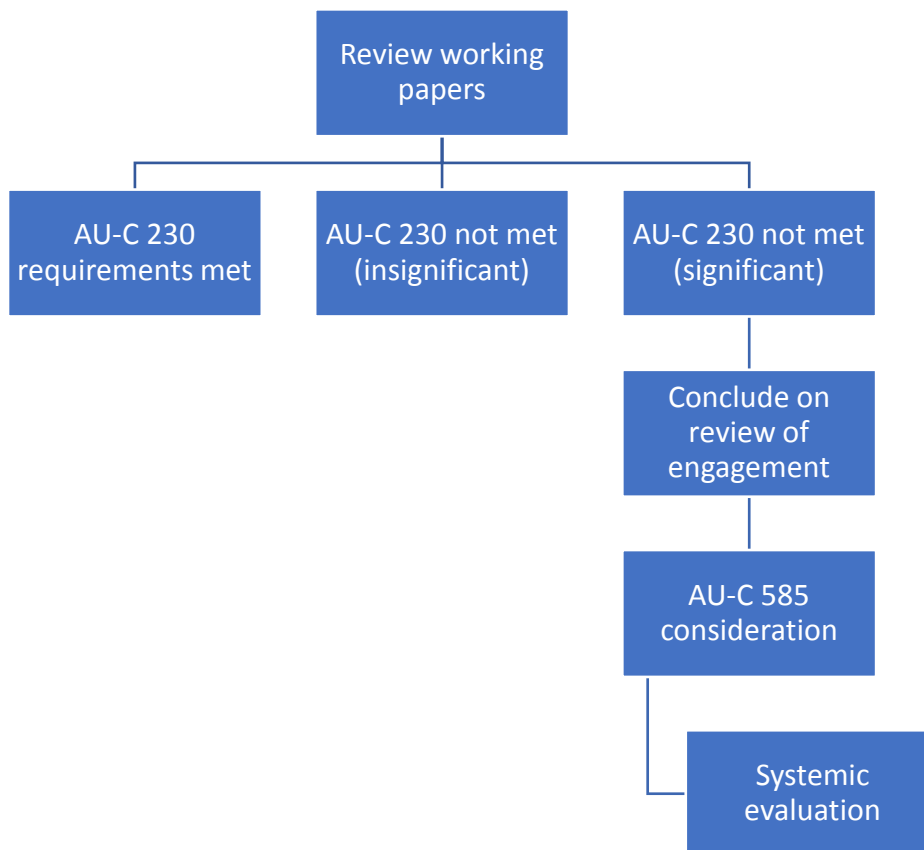 Review working
papers
AU-C 230
requirements met
AU-C 230 not met
(insignificant)
AU-C 230 not met
(significant)
Conclude on
review of
engagement
AU-C 585
consideration
Systemic
evaluation